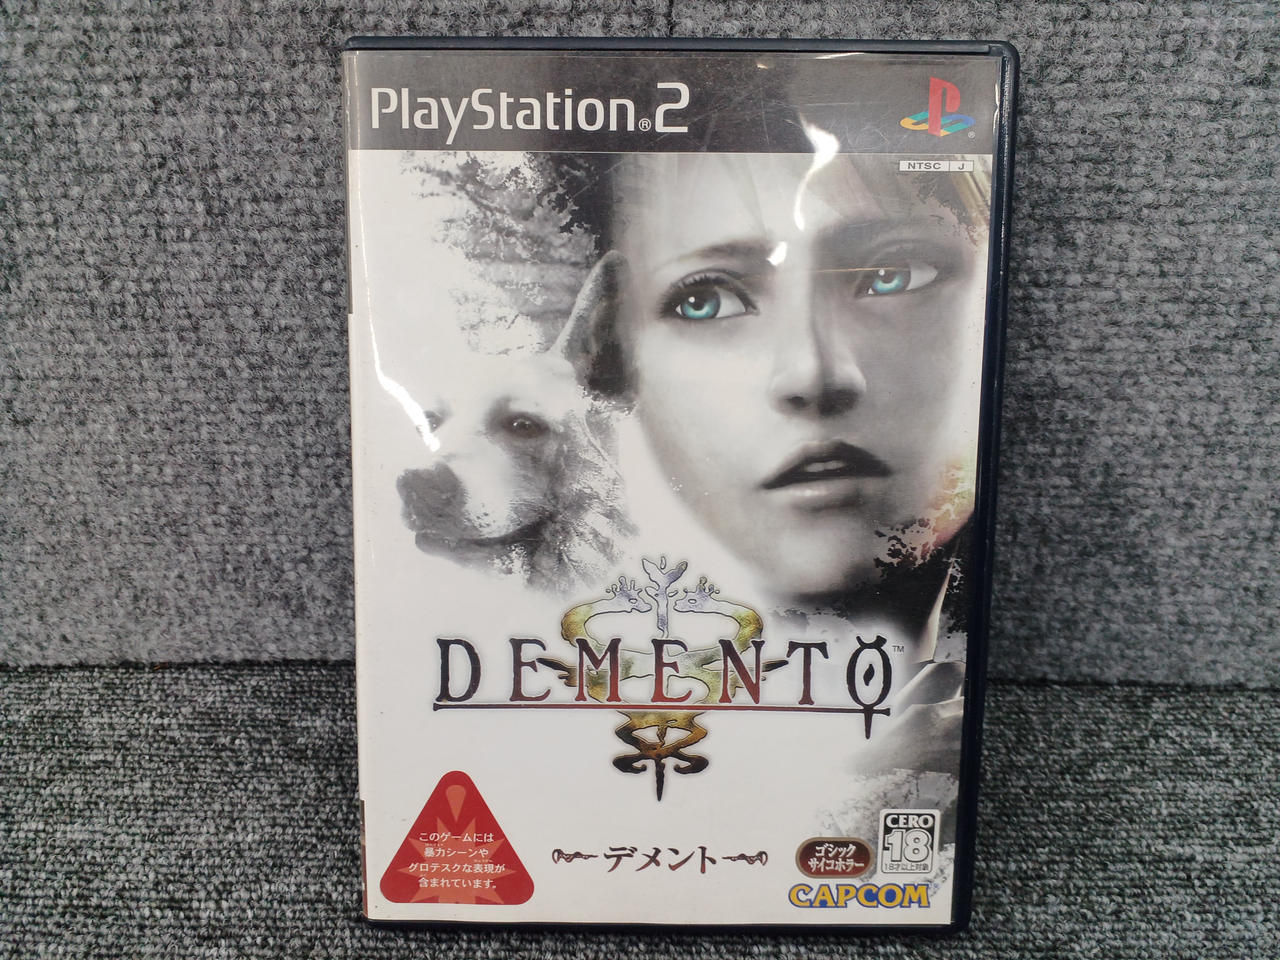 PlayStation®2
NTSC J
DEMENTO™
このゲームには
暴力シーンや
グロテスクな表現が
含まれています。
デメント
ゴシック
サイコホラー
CERO
18
18才以上対象
CAPCOM